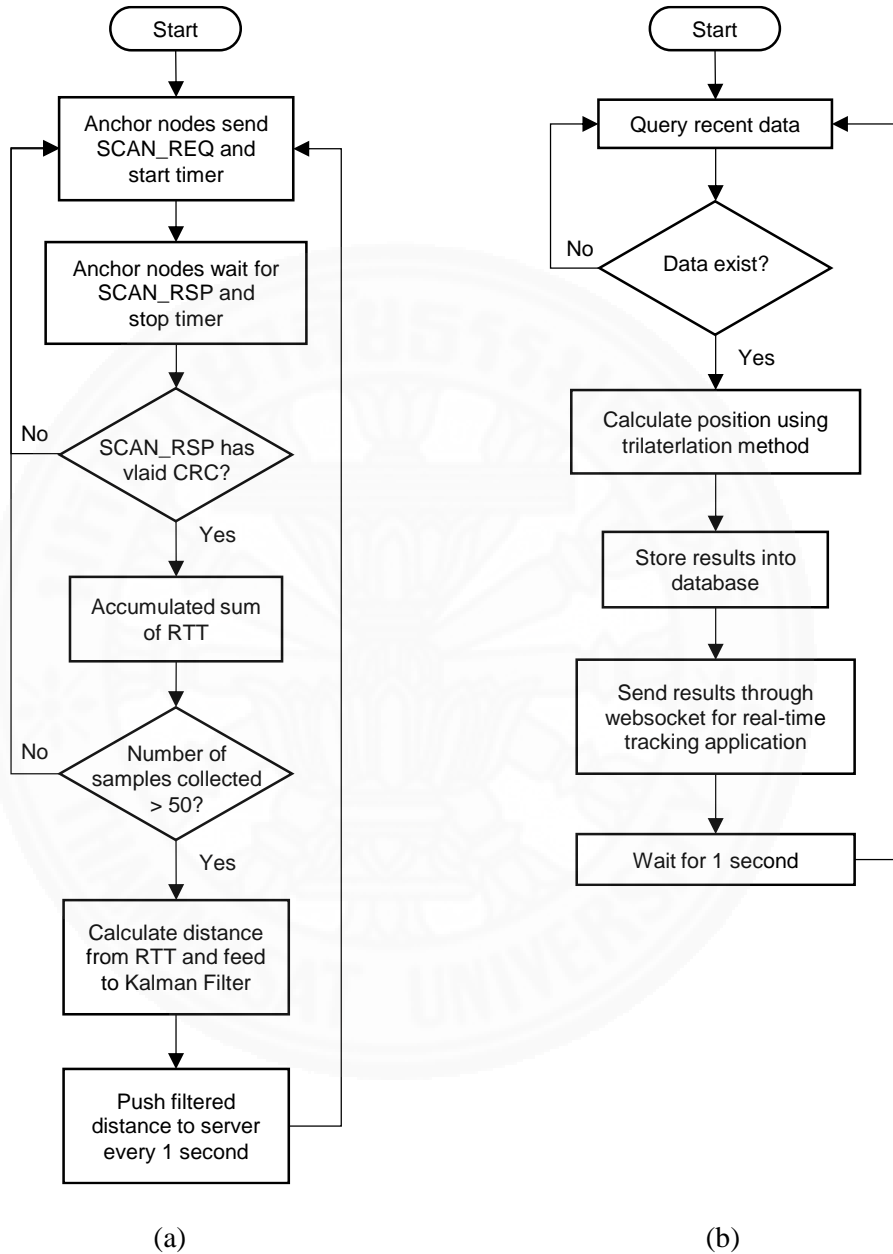 Start
Anchor nodes send
SCAN_REQ and
start timer
Anchor nodes wait for
SCAN_RSP and
stop timer
No
SCAN_RSP has
vlaid CRC?
Yes
Accumulated sum
of RTT
No
Number of
samples collected
> 50?
Yes
Calculate distance
from RTT and feed
to Kalman Filter
Push filtered
distance to server
every 1 second
(a)
Start
Query recent data
No
Data exist?
Yes
Calculate position using
trilaterlation method
Store results into
database
Send results through
websocket for real-time
tracking application
Wait for 1 second
(b)